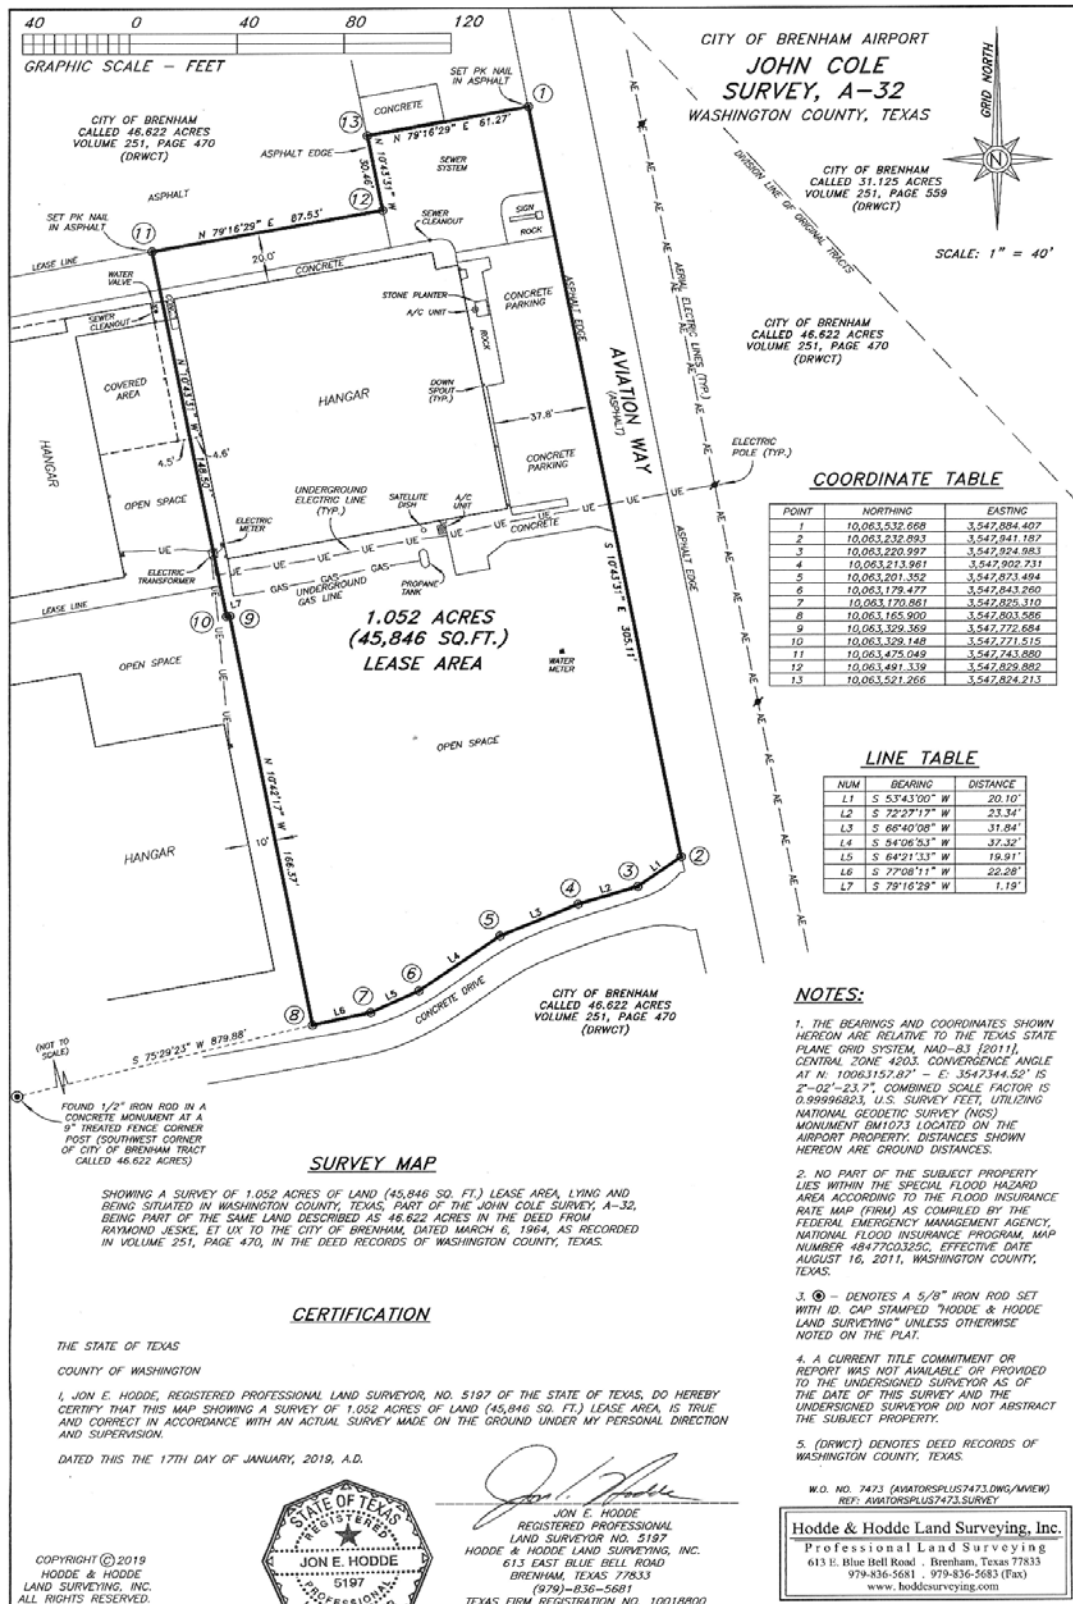 40 0 40 80 120
GRAPHIC SCALE - FEET
CITY OF BRENHAM AIRPORT
JOHN COLE
SURVEY, A-32
WASHINGTON COUNTY, TEXAS
GRID NORTH
N
SCALE: 1" = 40'
CITY OF BRENHAM
CALLED 46.622 ACRES
VOLUME 251, PAGE 470
(DRWCT)
SET PK NAIL
IN ASPHALT
1
CONCRETE
13
N 79°16'29" E 61.27'
ASPHALT EDGE
N 10°43'31" W
30.46'
SEWER
SYSTEM
ASPHALT
12
SET PK NAIL
IN ASPHALT
11
N 79°16'29" E 87.53'
SEWER
CLEANOUT
SIGN
ROCK
LEASE LINE
20.0'
CONCRETE
WATER
VALVE
CONC
SEWER
CLEANOUT
STONE PLANTER
A/C UNIT
CONCRETE
PARKING
ROCK
ASPHALT EDGE
DIVISION LINE OF ORIGINAL TRACTS
CITY OF BRENHAM
CALLED 31.125 ACRES
VOLUME 251, PAGE 559
(DRWCT)
AERIAL ELECTRIC LINES (TYP.)
AE
CITY OF BRENHAM
CALLED 46.622 ACRES
VOLUME 251, PAGE 470
(DRWCT)
COVERED
AREA
HANGAR
HANGAR
DOWN
SPOUT
(TYP.)
37.8'
AVIATION WAY
(ASPHALT)
N 10°43'31" W 148.50'
4.5'
4.6'
CONCRETE
PARKING
ELECTRIC
POLE (TYP.)
OPEN SPACE
UNDERGROUND
ELECTRIC LINE
(TYP.)
SATELLITE
DISH
A/C
UNIT
ELECTRIC
METER
CONCRETE
UE
ELECTRIC
TRANSFORMER
GAS
UNDERGROUND
GAS LINE
PROPANE
TANK
ASPHALT EDGE
S 10°43'31" E 305.11'
LEASE LINE
L7
10
9
1.052 ACRES
(45,846 SQ.FT.)
LEASE AREA
OPEN SPACE
WATER
METER
OPEN SPACE
N 10°42'17" W 166.37'
HANGAR
10'
2
L1
3
L2
4
L3
5
L4
6
L5
7
L6
8
CONCRETE DRIVE
CITY OF BRENHAM
CALLED 46.622 ACRES
VOLUME 251, PAGE 470
(DRWCT)
S 75°29'23" W 879.88'
(NOT TO
SCALE)
FOUND 1/2" IRON ROD IN A
CONCRETE MONUMENT AT A
9" TREATED FENCE CORNER
POST (SOUTHWEST CORNER
OF CITY OF BRENHAM TRACT
CALLED 46.622 ACRES)
COORDINATE TABLE
POINT NORTHING EASTING
1 10,063,532.668 3,547,884.407
2 10,063,232.893 3,547,941.187
3 10,063,220.997 3,547,924.983
4 10,063,213.961 3,547,902.731
5 10,063,201.352 3,547,873.494
6 10,063,179.477 3,547,843.260
7 10,063,170.861 3,547,825.310
8 10,063,165.900 3,547,803.586
9 10,063,329.369 3,547,772.684
10 10,063,329.148 3,547,771.515
11 10,063,475.049 3,547,743.880
12 10,063,491.339 3,547,829.882
13 10,063,521.266 3,547,824.213
LINE TABLE
NUM BEARING DISTANCE
L1 S 53°43'00" W 20.10'
L2 S 72°27'17" W 23.34'
L3 S 66°40'08" W 31.84'
L4 S 54°06'53" W 37.32'
L5 S 64°21'33" W 19.91'
L6 S 77°08'11" W 22.28'
L7 S 79°16'29" W 1.19'
NOTES:
1. THE BEARINGS AND COORDINATES SHOWN
HEREON ARE RELATIVE TO THE TEXAS STATE
PLANE GRID SYSTEM, NAD-83 {2011},
CENTRAL ZONE 4203. CONVERGENCE ANGLE
AT N: 10063157.87' - E: 3547344.52' IS
2°-02'-23.7", COMBINED SCALE FACTOR IS
0.99996823, U.S. SURVEY FEET, UTILIZING
NATIONAL GEODETIC SURVEY (NGS)
MONUMENT BM1073 LOCATED ON THE
AIRPORT PROPERTY. DISTANCES SHOWN
HEREON ARE GROUND DISTANCES.
2. NO PART OF THE SUBJECT PROPERTY
LIES WITHIN THE SPECIAL FLOOD HAZARD
AREA ACCORDING TO THE FLOOD INSURANCE
RATE MAP (FIRM) AS COMPILED BY THE
FEDERAL EMERGENCY MANAGEMENT AGENCY,
NATIONAL FLOOD INSURANCE PROGRAM, MAP
NUMBER 48477C0325C, EFFECTIVE DATE
AUGUST 16, 2011, WASHINGTON COUNTY,
TEXAS.
3. - DENOTES A 5/8" IRON ROD SET
WITH ID. CAP STAMPED "HODDE & HODDE
LAND SURVEYING" UNLESS OTHERWISE
NOTED ON THE PLAT.
4. A CURRENT TITLE COMMITMENT OR
REPORT WAS NOT AVAILABLE OR PROVIDED
TO THE UNDERSIGNED SURVEYOR AS OF
THE DATE OF THIS SURVEY AND THE
UNDERSIGNED SURVEYOR DID NOT ABSTRACT
THE SUBJECT PROPERTY.
5. (DRWCT) DENOTES DEED RECORDS OF
WASHINGTON COUNTY, TEXAS.
SURVEY MAP
SHOWING A SURVEY OF 1.052 ACRES OF LAND (45,846 SQ. FT.) LEASE AREA, LYING AND
BEING SITUATED IN WASHINGTON COUNTY, TEXAS, PART OF THE JOHN COLE SURVEY, A-32,
BEING PART OF THE SAME LAND DESCRIBED AS 46.622 ACRES IN THE DEED FROM
RAYMOND JESKE, ET UX TO THE CITY OF BRENHAM, DATED MARCH 6, 1964, AS RECORDED
IN VOLUME 251, PAGE 470, IN THE DEED RECORDS OF WASHINGTON COUNTY, TEXAS.
CERTIFICATION
THE STATE OF TEXAS
COUNTY OF WASHINGTON
I, JON E. HODDE, REGISTERED PROFESSIONAL LAND SURVEYOR, NO. 5197 OF THE STATE OF TEXAS, DO HEREBY
CERTIFY THAT THIS MAP SHOWING A SURVEY OF 1.052 ACRES OF LAND (45,846 SQ. FT.) LEASE AREA, IS TRUE
AND CORRECT IN ACCORDANCE WITH AN ACTUAL SURVEY MADE ON THE GROUND UNDER MY PERSONAL DIRECTION
AND SUPERVISION.
DATED THIS THE 17TH DAY OF JANUARY, 2019, A.D.
STATE OF TEXAS
REGISTERED
JON E. HODDE
5197
PROFESSIONAL
Jon E. Hodde
JON E. HODDE
REGISTERED PROFESSIONAL
LAND SURVEYOR NO. 5197
HODDE & HODDE LAND SURVEYING, INC.
613 EAST BLUE BELL ROAD
BRENHAM, TEXAS 77833
(979)-836-5681
TEXAS FIRM REGISTRATION NO. 10018800
COPYRIGHT © 2019
HODDE & HODDE
LAND SURVEYING, INC.
ALL RIGHTS RESERVED.
W.O. NO. 7473 (AVIATORSPLUS7473.DWG/MVIEW)
REF: AVIATORSPLUS7473.SURVEY
Hodde & Hodde Land Surveying, Inc.
Professional Land Surveying
613 E. Blue Bell Road . Brenham, Texas 77833
979-836-5681 . 979-836-5683 (Fax)
www.hoddesurveying.com